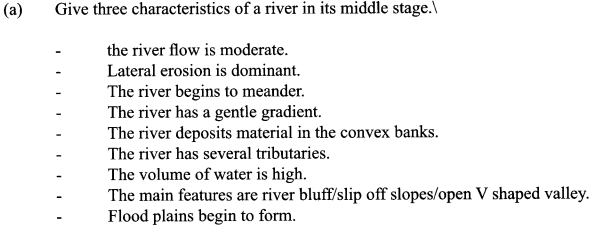 (a) Give three characteristics of a river in its middle stage.\
- the river flow is moderate.
- Lateral erosion is dominant.
- The river begins to meander.
- The river has a gentle gradient.
- The river deposits material in the convex banks.
- The river has several tributaries.
- The volume of water is high.
- The main features are river bluff/slip off slopes/open V shaped valley.
- Flood plains begin to form.